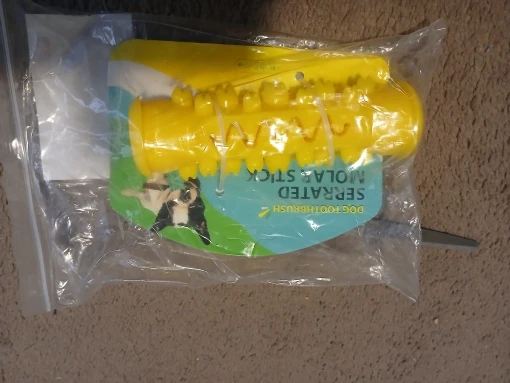 DOG TOOTHBRUSH
SERRATED
MOLAR STICK